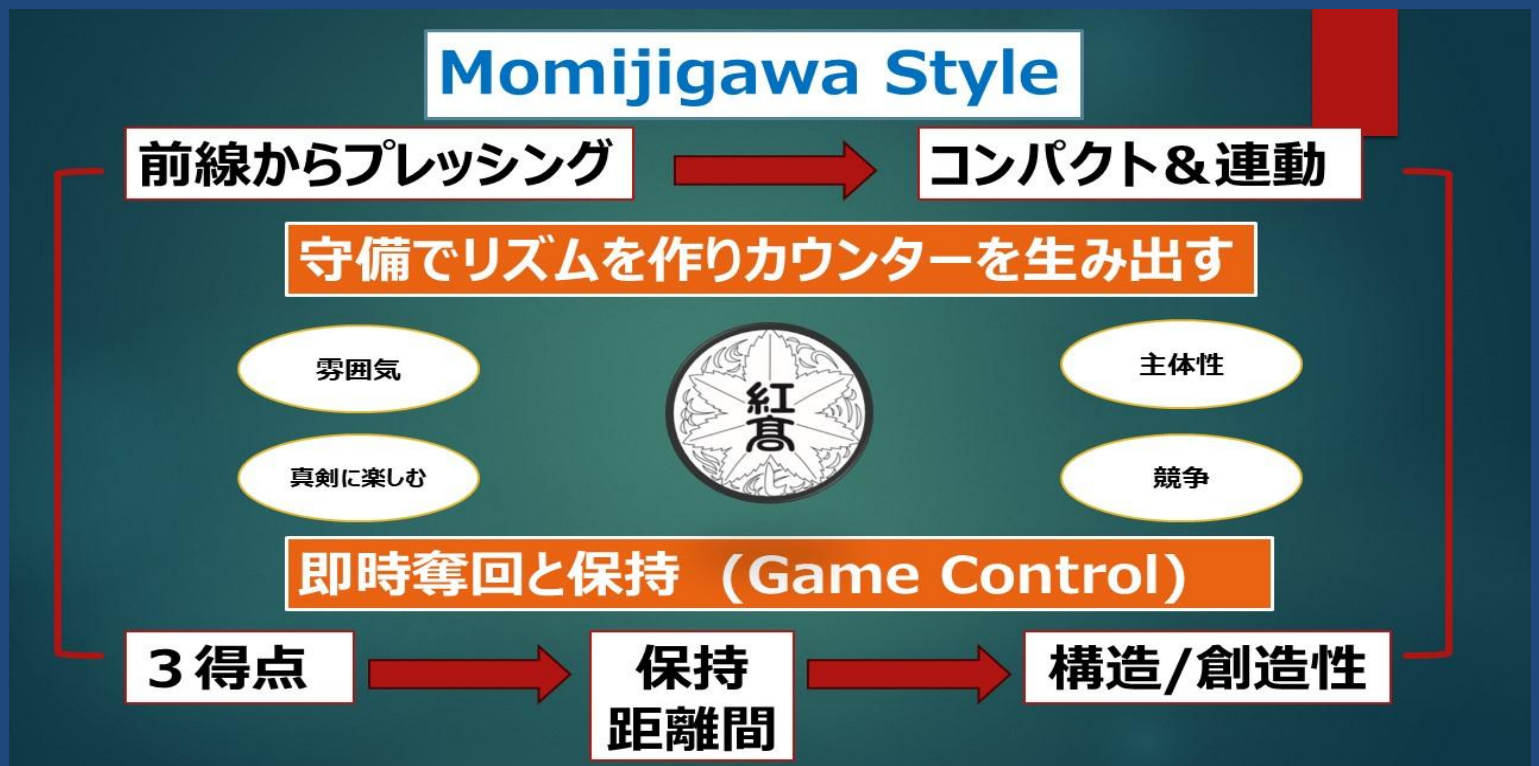 Momijigawa Style
前線からプレッシング
コンパクト＆連動
守備でリズムを作りカウンターを生み出す
雰囲気
主体性
紅
髙
真剣に楽しむ
競争
即時奪回と保持 (Game Control)
３得点
保持
距離間
構造/創造性